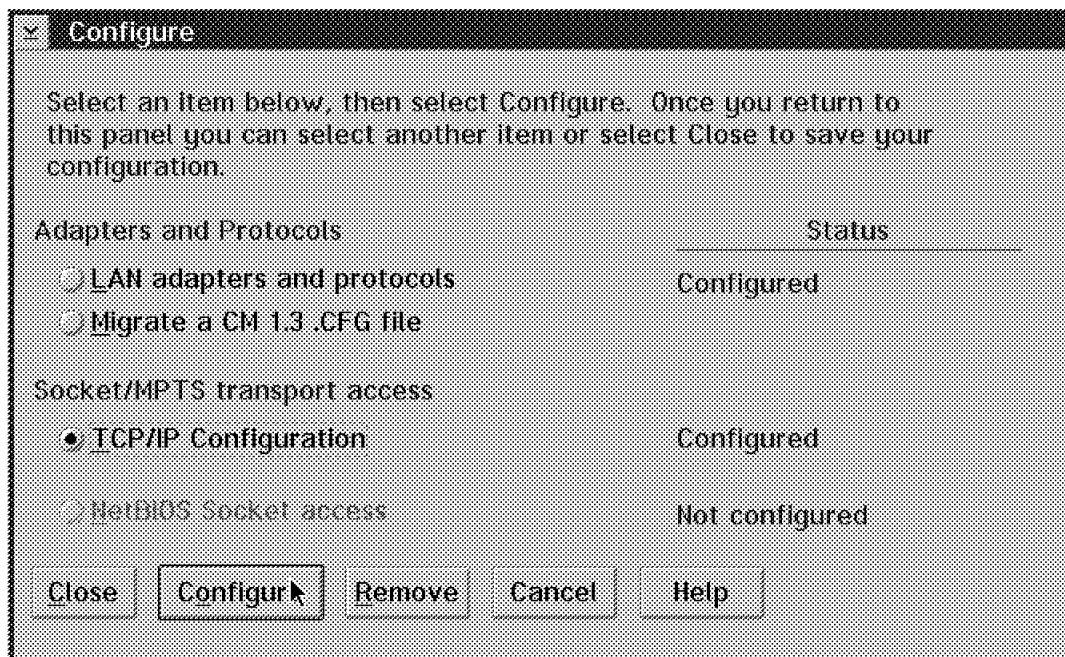 Configure
Select an item below, then select Configure. Once you return to
this panel you can select another item or select Close to save your
configuration.
Adapters and Protocols Status
LAN adapters and protocols Configured
Migrate a CM 1.3 .CFG file
Socket/MPTS transport access
TCP/IP Configuration Configured
NetBIOS Socket access Not configured
Close Configur Remove Cancel Help